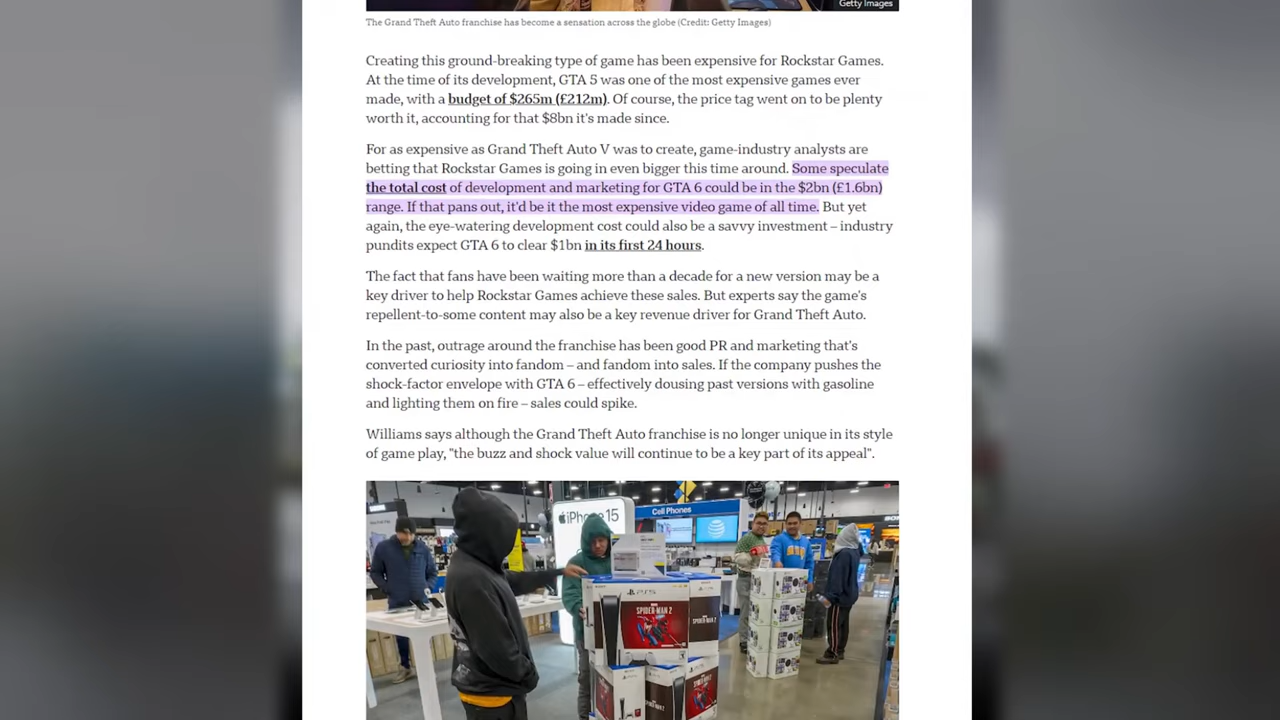 Getty Images
The Grand Theft Auto franchise has become a sensation across the globe (Credit: Getty Images)
Creating this ground-breaking type of game has been expensive for Rockstar Games.
At the time of its development, GTA 5 was one of the most expensive games ever
made, with a budget of $265m (£212m). Of course, the price tag went on to be plenty
worth it, accounting for that $8bn it's made since.
For as expensive as Grand Theft Auto V was to create, game-industry analysts are
betting that Rockstar Games is going in even bigger this time around. Some speculate
the total cost of development and marketing for GTA 6 could be in the $2bn (£1.6bn)
range. If that pans out, it'd be it the most expensive video game of all time. But yet
again, the eye-watering development cost could also be a savvy investment – industry
pundits expect GTA 6 to clear $1bn in its first 24 hours.
The fact that fans have been waiting more than a decade for a new version may be a
key driver to help Rockstar Games achieve these sales. But experts say the game's
repellent-to-some content may also be a key revenue driver for Grand Theft Auto.
In the past, outrage around the franchise has been good PR and marketing that's
converted curiosity into fandom – and fandom into sales. If the company pushes the
shock-factor envelope with GTA 6 – effectively dousing past versions with gasoline
and lighting them on fire – sales could spike.
Williams says although the Grand Theft Auto franchise is no longer unique in its style
of game play, "the buzz and shock value will continue to be a key part of its appeal".
iPhone 15
Cell Phones
AT&T
PS5
SPIDER-MAN 2
SPIDER-MAN 2